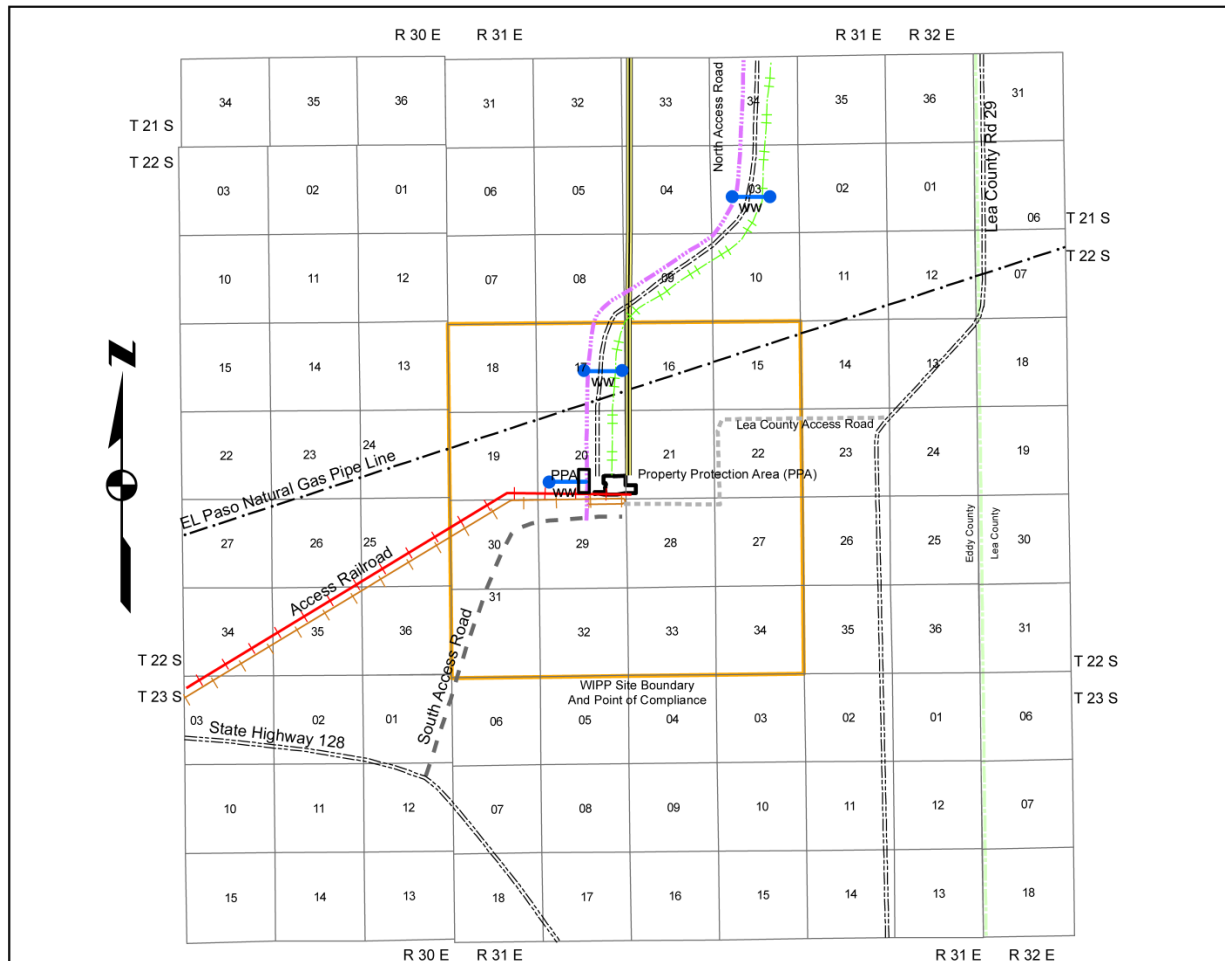 R 30 E R 31 E R 31 E R 32 E
34 35 36 31 32 33 34 35 36 31
North Access Road
Lea County Rd 29
T 21 S
T 22 S
03 02 01 06 05 04 03 02 01
WW
06 T 21 S
T 22 S
10 11 12 07 08 09 10 11 12 07
15 14 13 18 17 16 15 14 13 18
WW
N
Lea County Access Road
22 23 24 19 20 21 22 23 24 19
PPA
Property Protection Area (PPA)
WW
EL Paso Natural Gas Pipe Line
27 26 25 30 29 28 27 26 25 30
Eddy County
Lea County
Access Railroad
31
34 35 36 32 33 34 35 36 31
South Access Road
T 22 S T 22 S
T 23 S T 23 S
WIPP Site Boundary
And Point of Compliance
03 02 01 06 05 04 03 02 01 06
State Highway 128
10 11 12 07 08 09 10 11 12 07
15 14 13 18 17 16 15 14 13 18
R 30 E R 31 E R 31 E R 32 E